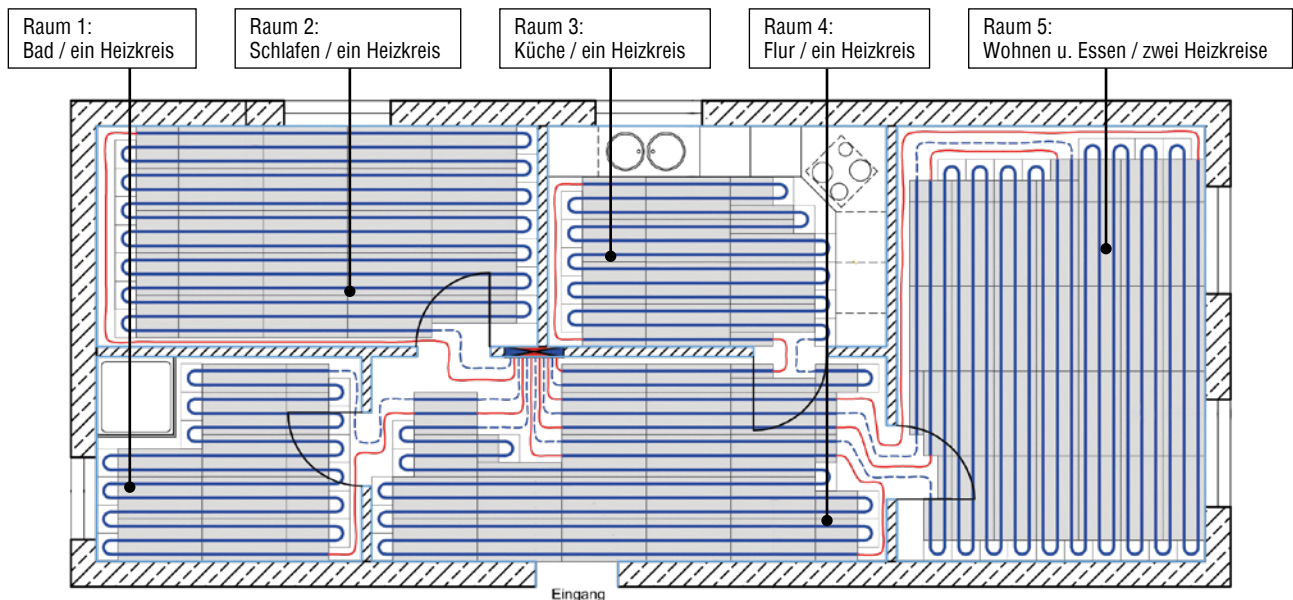 Raum 1:
Bad / ein Heizkreis
Raum 2:
Schlafen / ein Heizkreis
Raum 3:
Küche / ein Heizkreis
Raum 4:
Flur / ein Heizkreis
Raum 5:
Wohnen u. Essen / zwei Heizkreise
Eingang